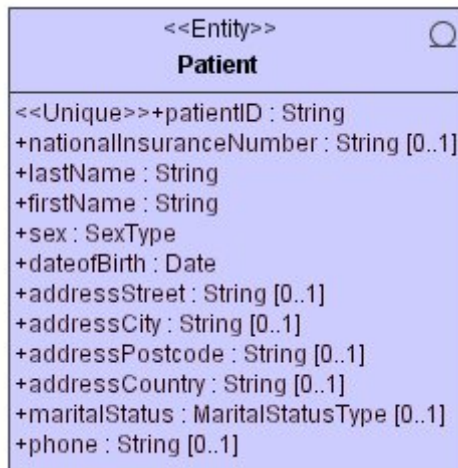 <<Entity>>
Patient
<<Unique>>+patientID : String
+nationalInsuranceNumber : String [0..1]
+lastName : String
+firstName : String
+sex : SexType
+dateofBirth : Date
+addressStreet : String [0..1]
+addressCity : String [0..1]
+addressPostcode : String [0..1]
+addressCountry : String [0..1]
+maritalStatus : MaritalStatusType [0..1]
+phone : String [0..1]